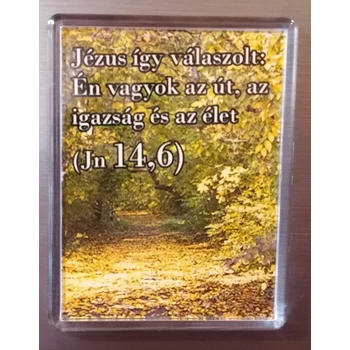 Jézus így válaszolt:
Én vagyok az út, az
igazság és az élet
(Jn 14,6)